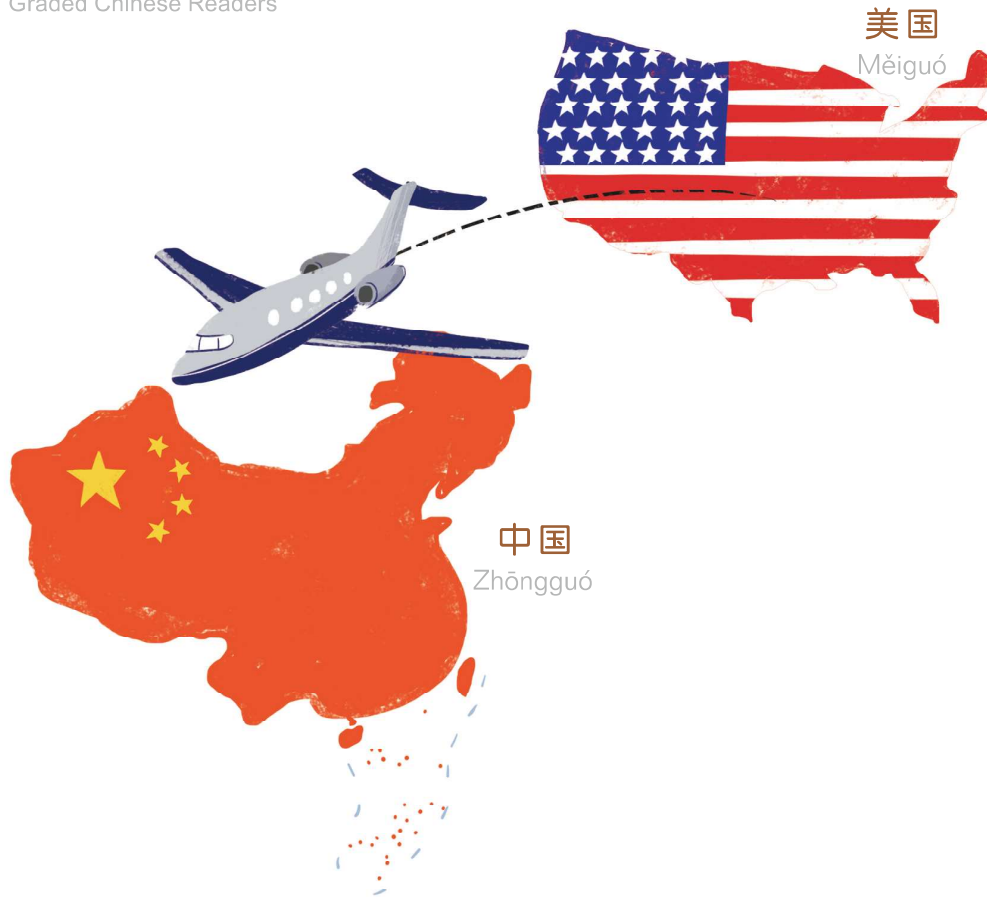 Graded Chinese Readers
美国
Měiguó
中国
Zhōngguó